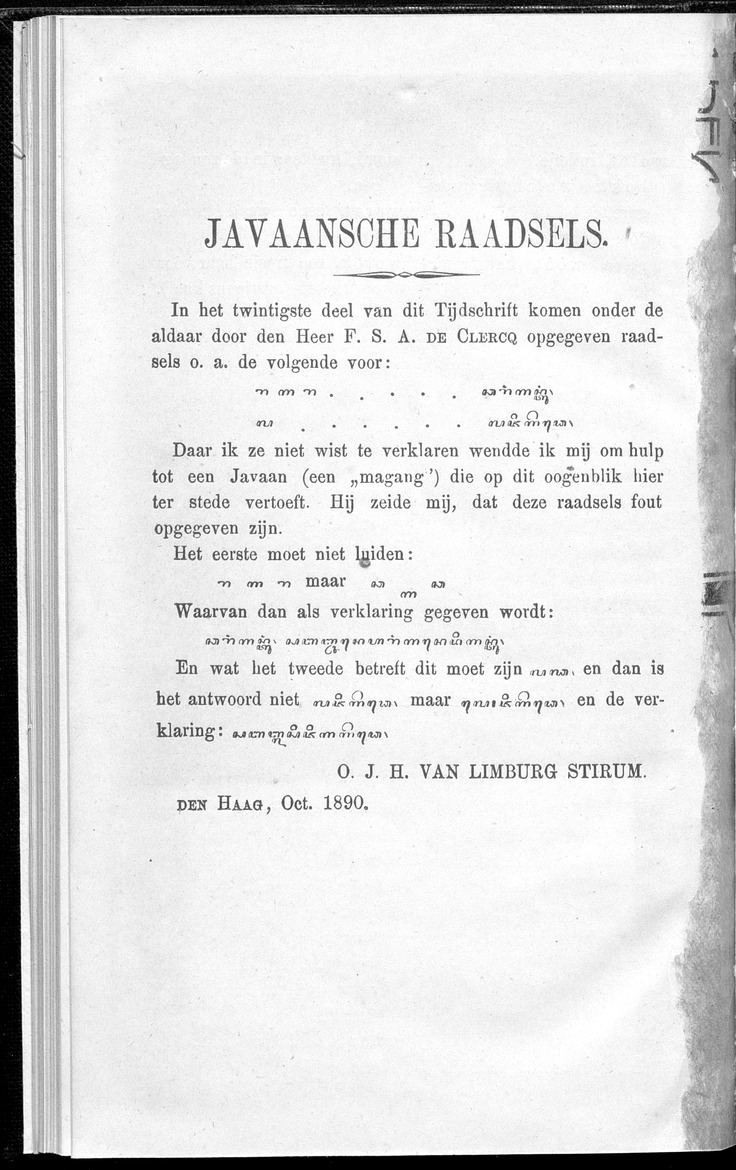 JAVAANSCHE RAADSELS.
In het twintigste deel van dit Tijdschrift komen onder de
aldaar door den Heer F. S. A. DE CLERCQ opgegeven raad-
sels o. a. de volgende voor:
Daar ik ze niet wist te verklaren wendde ik mij om hulp
tot een Javaan (een „magang’) die op dit oogenblik hier
ter stede vertoeft. Hij zeide mij, dat deze raadsels fout
opgegeven zijn.
Het eerste moet niet luiden:
maar
Waarvan dan als verklaring gegeven wordt:
En wat het tweede betreft dit moet zijn en dan is
het antwoord niet maar en de ver-
klaring:
O. J. H. VAN LIMBURG STIRUM.
DEN HAAG, Oct. 1890.